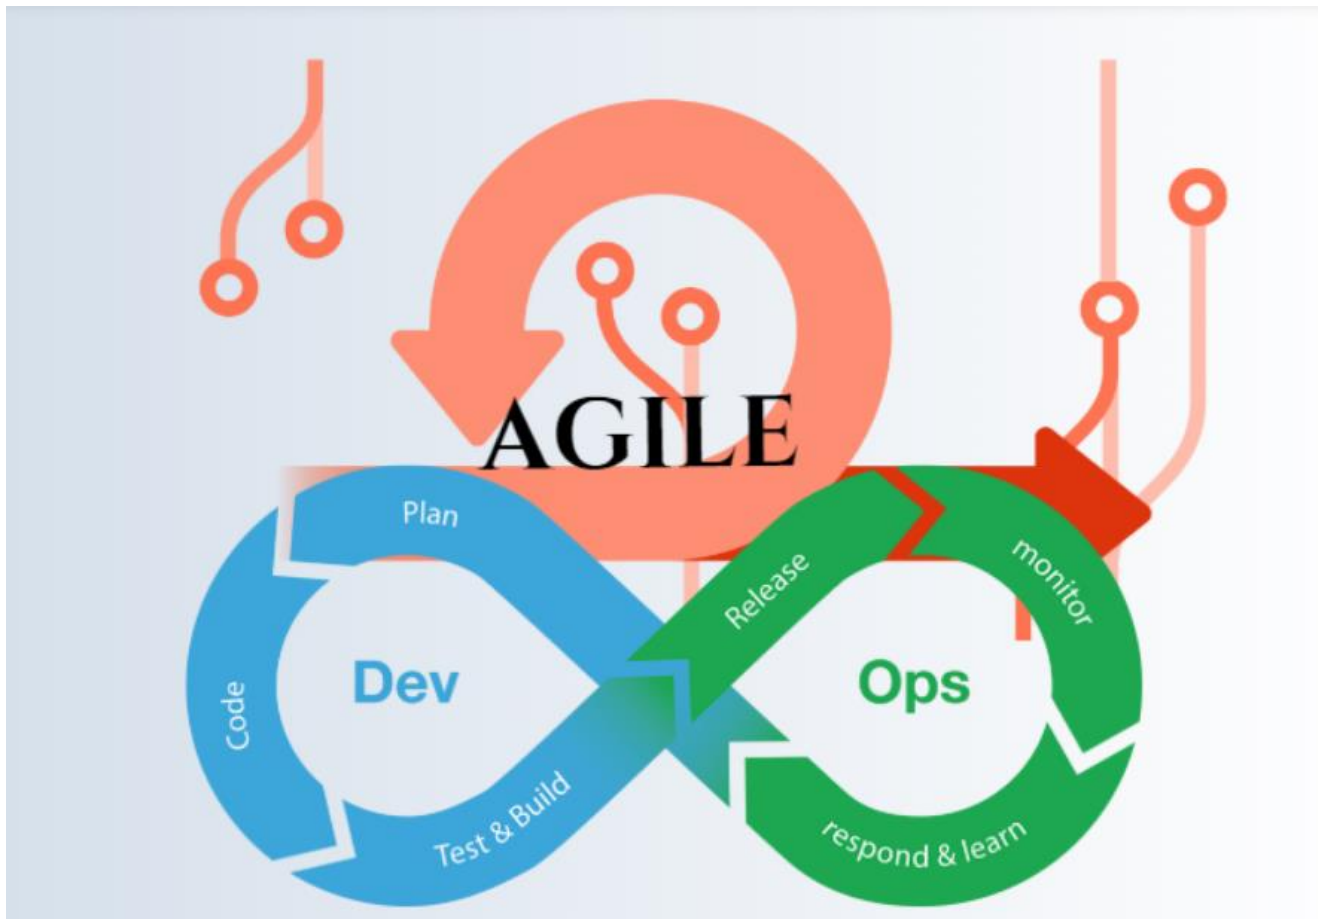 AGILE
Plan
Release
monitor
Dev
Ops
Code
Test & Build
respond & learn